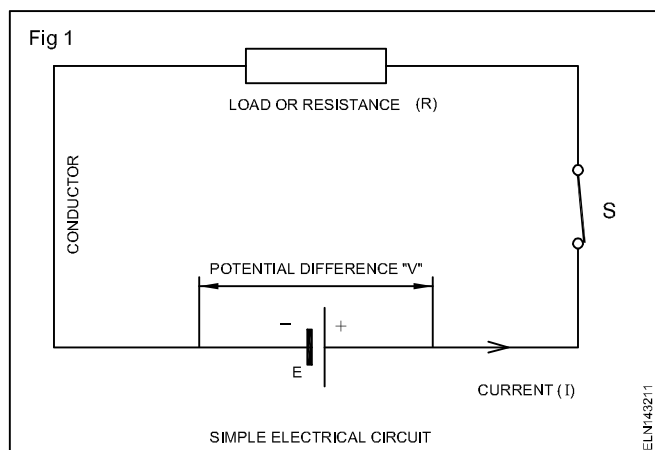 Fig 1
LOAD OR RESISTANCE (R)
CONDUCTOR
S
POTENTIAL DIFFERENCE "V"
– +
E
CURRENT (I)
SIMPLE ELECTRICAL CIRCUIT
ELN143211